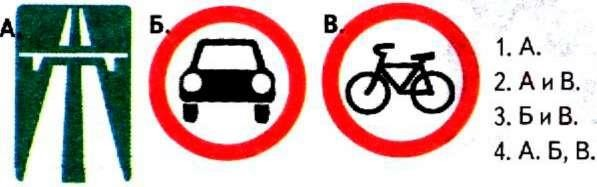 А. Б. В.
1. А.
2. А и В.
3. Б и В.
4. А. Б, В.